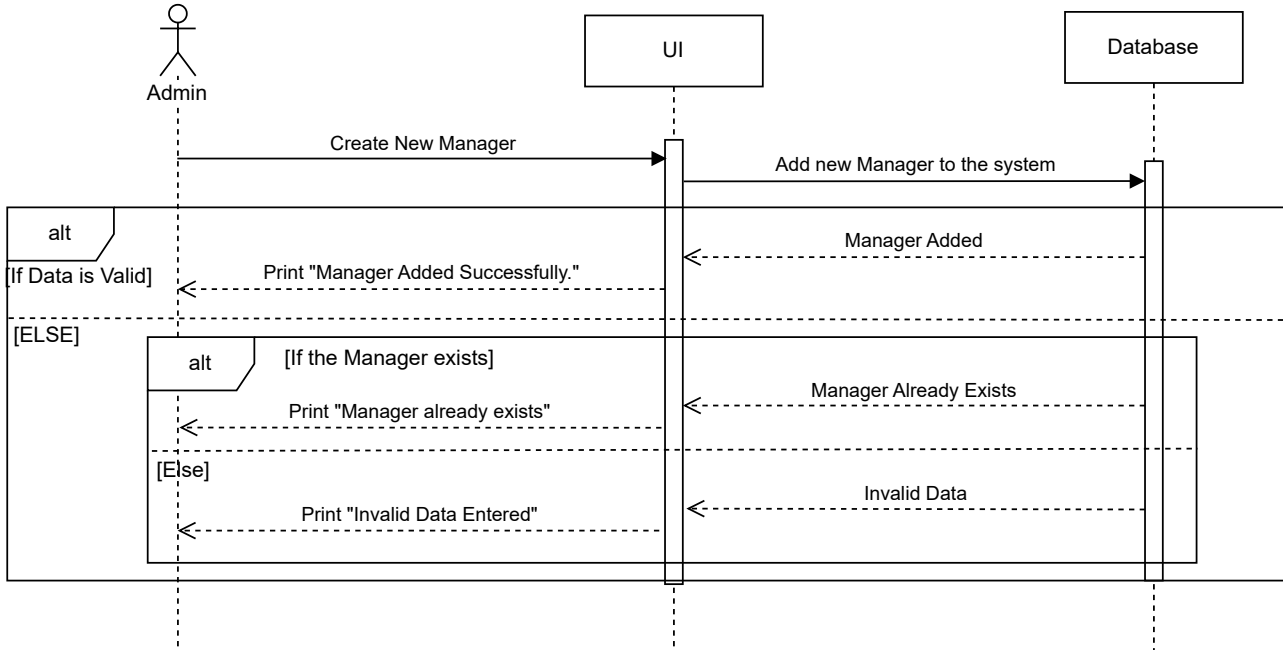 Admin
UI
Database
Create New Manager
Add new Manager to the system
alt
[If Data is Valid]
Manager Added
Print "Manager Added Successfully."
[ELSE]
alt
[If the Manager exists]
Manager Already Exists
Print "Manager already exists"
[Else]
Invalid Data
Print "Invalid Data Entered"